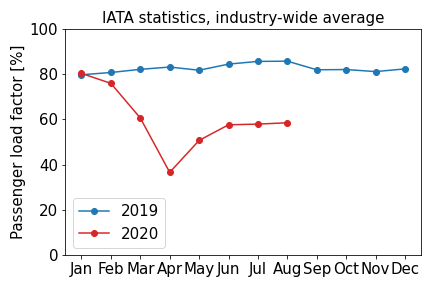 IATA statistics, industry-wide average
Passenger load factor [%]
100
80
60
40
20
0
2019
2020
Jan Feb Mar Apr May Jun Jul Aug Sep Oct Nov Dec